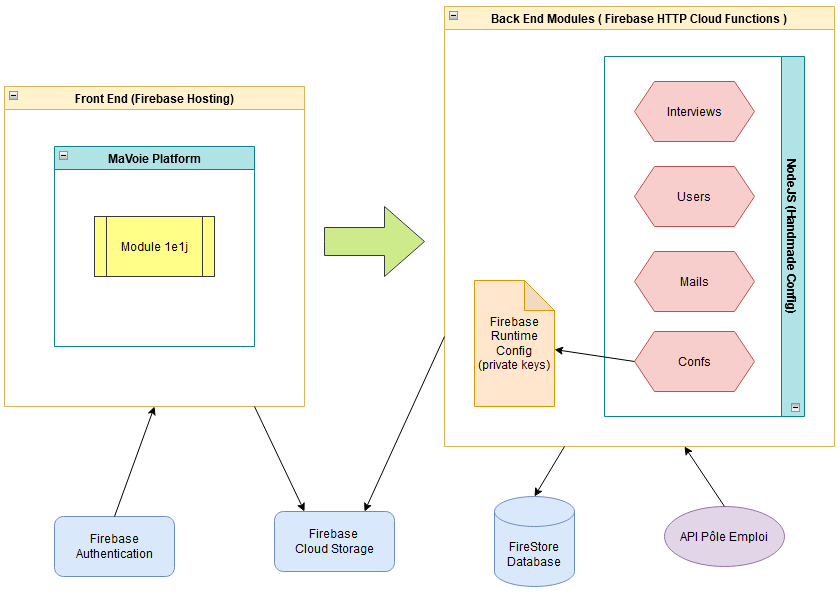 Back End Modules ( Firebase HTTP Cloud Functions )
Front End (Firebase Hosting)
MaVoie Platform
Module 1e1j
Interviews
Users
Mails
Confs
NodeJS (Handmade Config)
Firebase
Runtime
Config
(private keys)
Firebase
Authentication
Firebase
Cloud Storage
FireStore
Database
API Pôle Emploi